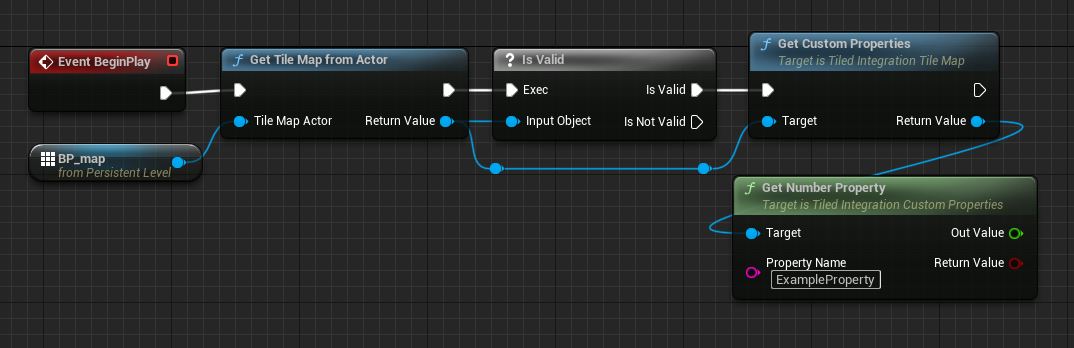 Event BeginPlay
Get Tile Map from Actor
Tile Map Actor
Return Value
BP_map
from Persistent Level
? Is Valid
Exec
Is Valid
Input Object
Is Not Valid
f Get Custom Properties
Target is Tiled Integration Tile Map
Target
Return Value
f Get Number Property
Target is Tiled Integration Custom Properties
Target
Out Value
Property Name
Return Value
ExampleProperty